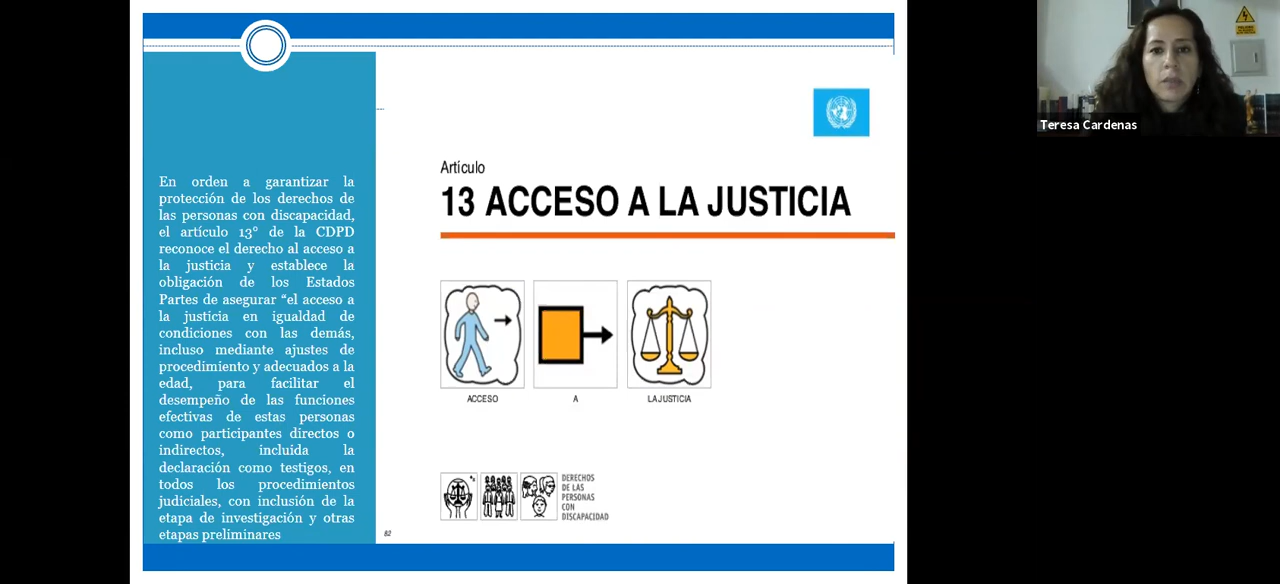 En orden a garantizar la
protección de los derechos de
las personas con discapacidad,
el artículo 13° de la CDPD
reconoce el derecho al acceso a
la justicia y establece la
obligación de los Estados
Partes de asegurar “el acceso a
la justicia en igualdad de
condiciones con las demás,
incluso mediante ajustes de
procedimiento y adecuados a la
edad, para facilitar el
desempeño de las funciones
efectivas de estas personas
como participantes directos o
indirectos, incluida la
declaración como testigos, en
todos los procedimientos
judiciales, con inclusión de la
etapa de investigación y otras
etapas preliminares
Artículo
13 ACCESO A LA JUSTICIA
ACCESO
A
LA JUSTICIA
DERECHOS
DE LAS
PERSONAS
CON
DISCAPACIDAD
82
Teresa Cardenas